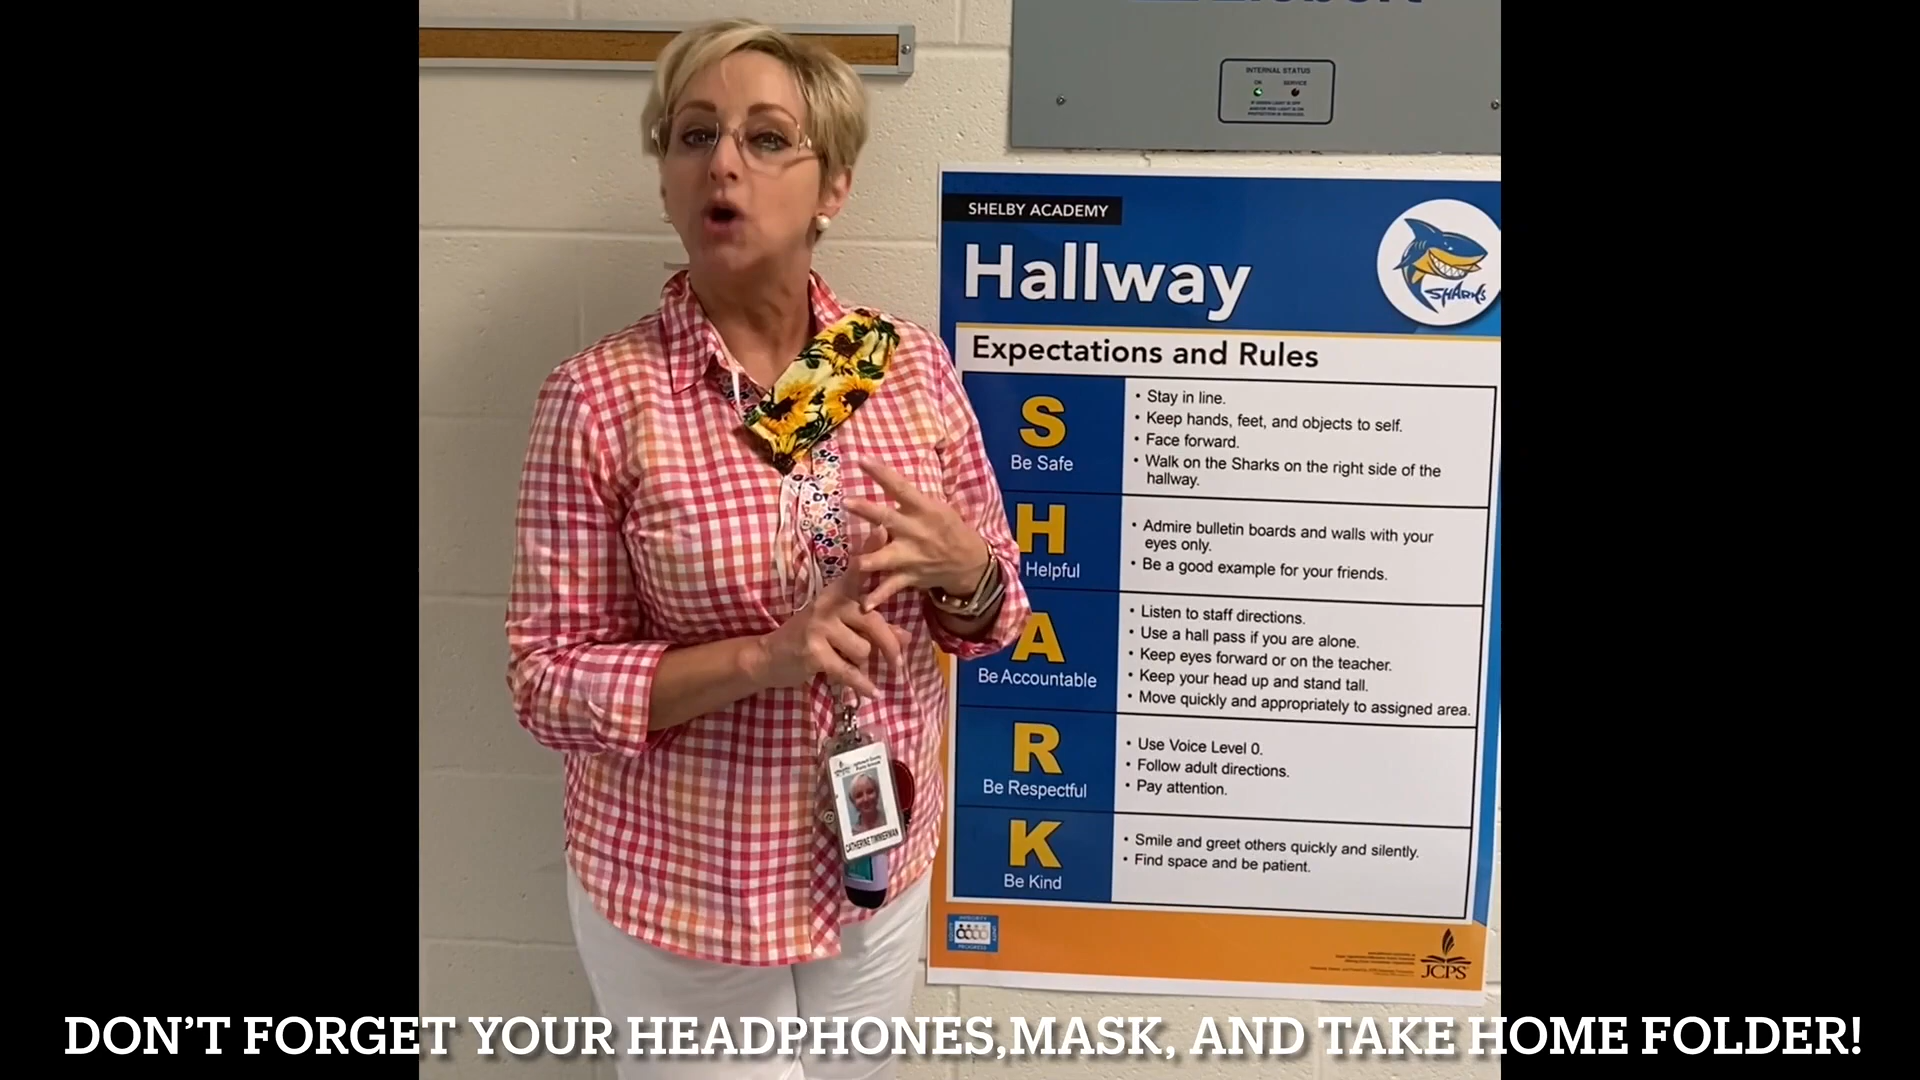 INTERNAL STATUS
OK SERVICE
SHELBY ACADEMY
Hallway
SHARKS
Expectations and Rules
S
Be Safe
• Stay in line.
• Keep hands, feet, and objects to self.
• Face forward.
• Walk on the Sharks on the right side of the
hallway.
H
Helpful
• Admire bulletin boards and walls with your
eyes only.
• Be a good example for your friends.
A
Be Accountable
• Listen to staff directions.
• Use a hall pass if you are alone.
• Keep eyes forward or on the teacher.
• Keep your head up and stand tall.
• Move quickly and appropriately to assigned area.
R
Be Respectful
• Use Voice Level 0.
• Follow adult directions.
• Pay attention.
K
Be Kind
• Smile and greet others quickly and silently.
• Find space and be patient.
CATHERINE TIMMERMAN
PROGRESS
JCPS
DON'T FORGET YOUR HEADPHONES,MASK, AND TAKE HOME FOLDER!